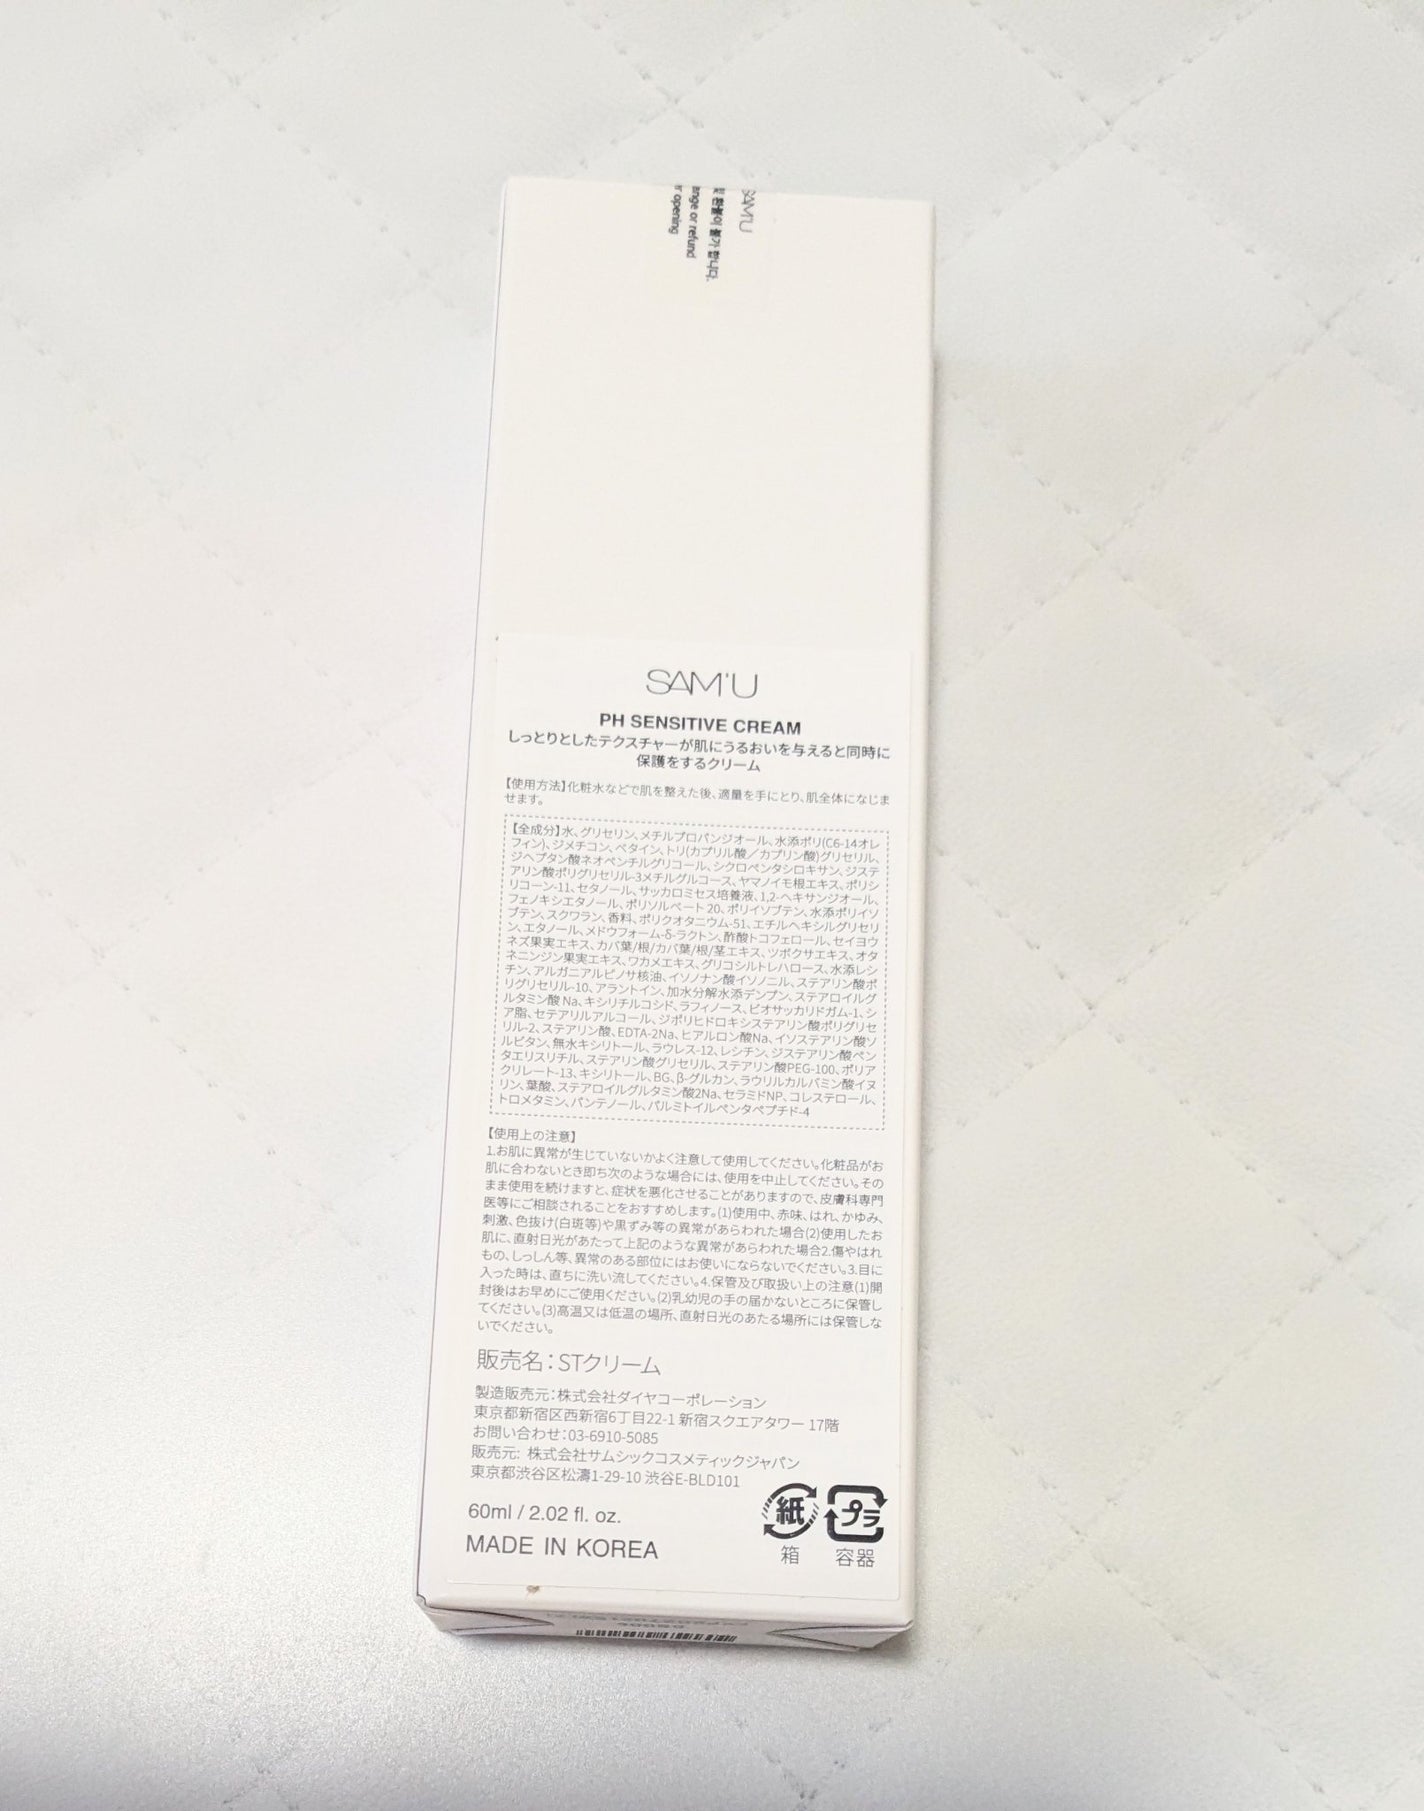 SAM'U
환불이 불가합니다.
ange or refund
r opening
SAM'U
PH SENSITIVE CREAM
しっとりとしたテクスチャーが肌にうるおいを与えると同時に
保護をするクリーム
【使用方法】化粧水などで肌を整えた後、適量を手にとり、肌全体になじま
せます。
【全成分】水、グリセリン、メチルプロパンジオール、水添ポリ(C6-14オレ
フィン)、ジメチコン、ベタイン、トリ(カプリル酸/カプリン酸)グリセリル、
ジヘプタン酸ネオペンチルグリコール、シクロペンタシロキサン、ジステ
アリン酸ポリグリセリル-3メチルグルコース、ヤマノイモ根エキス、ポリシ
リコーン-11、セタノール、サッカロミセス培養液、1,2-ヘキサンジオール、
フェノキシエタノール、ポリソルベート20、ポリイソブテン、水添ポリイソ
ブテン、スクワラン、香料、ポリクオタニウム-51、エチルヘキシルグリセリ
ン、エタノール、メドウフォーム-δ-ラクトン、酢酸トコフェロール、セイヨウ
ネズ果実エキス、カバ葉/根/カバ葉/根/茎エキス、ツボクサエキス、オタ
ネニンジン果実エキス、ワカメエキス、グリコシルトレハロース、水添レシ
チン、アルガニアルピノサ核油、イソノナン酸イソノニル、ステアリン酸ポ
リグリセリル-10、アラントイン、加水分解水添デンプン、ステアロイルグ
ルタミン酸Na、キシリチルコシド、ラフィノース、ビオサッカリドガム-1、シ
ア脂、セテアリルアルコール、ジポリヒドロキシステアリン酸ポリグリセ
リル-2、ステアリン酸、EDTA-2Na、ヒアルロン酸Na、イソステアリン酸ソ
ルビタン、無水キシリトール、ラウレス-12、レシチン、ジステアリン酸ペン
タエリスリチル、ステアリン酸グリセリル、ステアリン酸PEG-100、ポリア
クリレート-13、キシリトール、BG、β-グルカン、ラウリルカルバミン酸イヌ
リン、葉酸、ステアロイルグルタミン酸2Na、セラミドNP、コレステロール、
トロメタミン、パンテノール、パルミトイルペンタペプチド-4
【使用上の注意】
1.お肌に異常が生じていないかよく注意して使用してください。化粧品がお
肌に合わないとき即ち次のような場合には、使用を中止してください。その
まま使用を続けますと、症状を悪化させることがありますので、皮膚科専門
医等にご相談されることをおすすめします。(1)使用中、赤味、はれ、かゆみ、
刺激、色抜け(白斑等)や黒ずみ等の異常があらわれた場合(2)使用したお
肌に、直射日光があたって上記のような異常があらわれた場合2.傷やはれ
もの、しっしん等、異常のある部位にはお使いにならないでください。3.目に
入った時は、直ちに洗い流してください。4.保管及び取扱い上の注意(1)開
封後はお早めにご使用ください。(2)乳幼児の手の届かないところに保管し
てください。(3)高温又は低温の場所、直射日光のあたる場所には保管しな
いでください。
販売名:STクリーム
製造販売元:株式会社ダイヤコーポレーション
東京都新宿区西新宿6丁目22-1 新宿スクエアタワー 17階
お問い合わせ:03-6910-5085
販売元: 株式会社サムシックコスメティックジャパン
東京都渋谷区松濤1-29-10 渋谷E-BLD101
60ml / 2.02 fl. oz.
MADE IN KOREA
紙 プラ
箱 容器